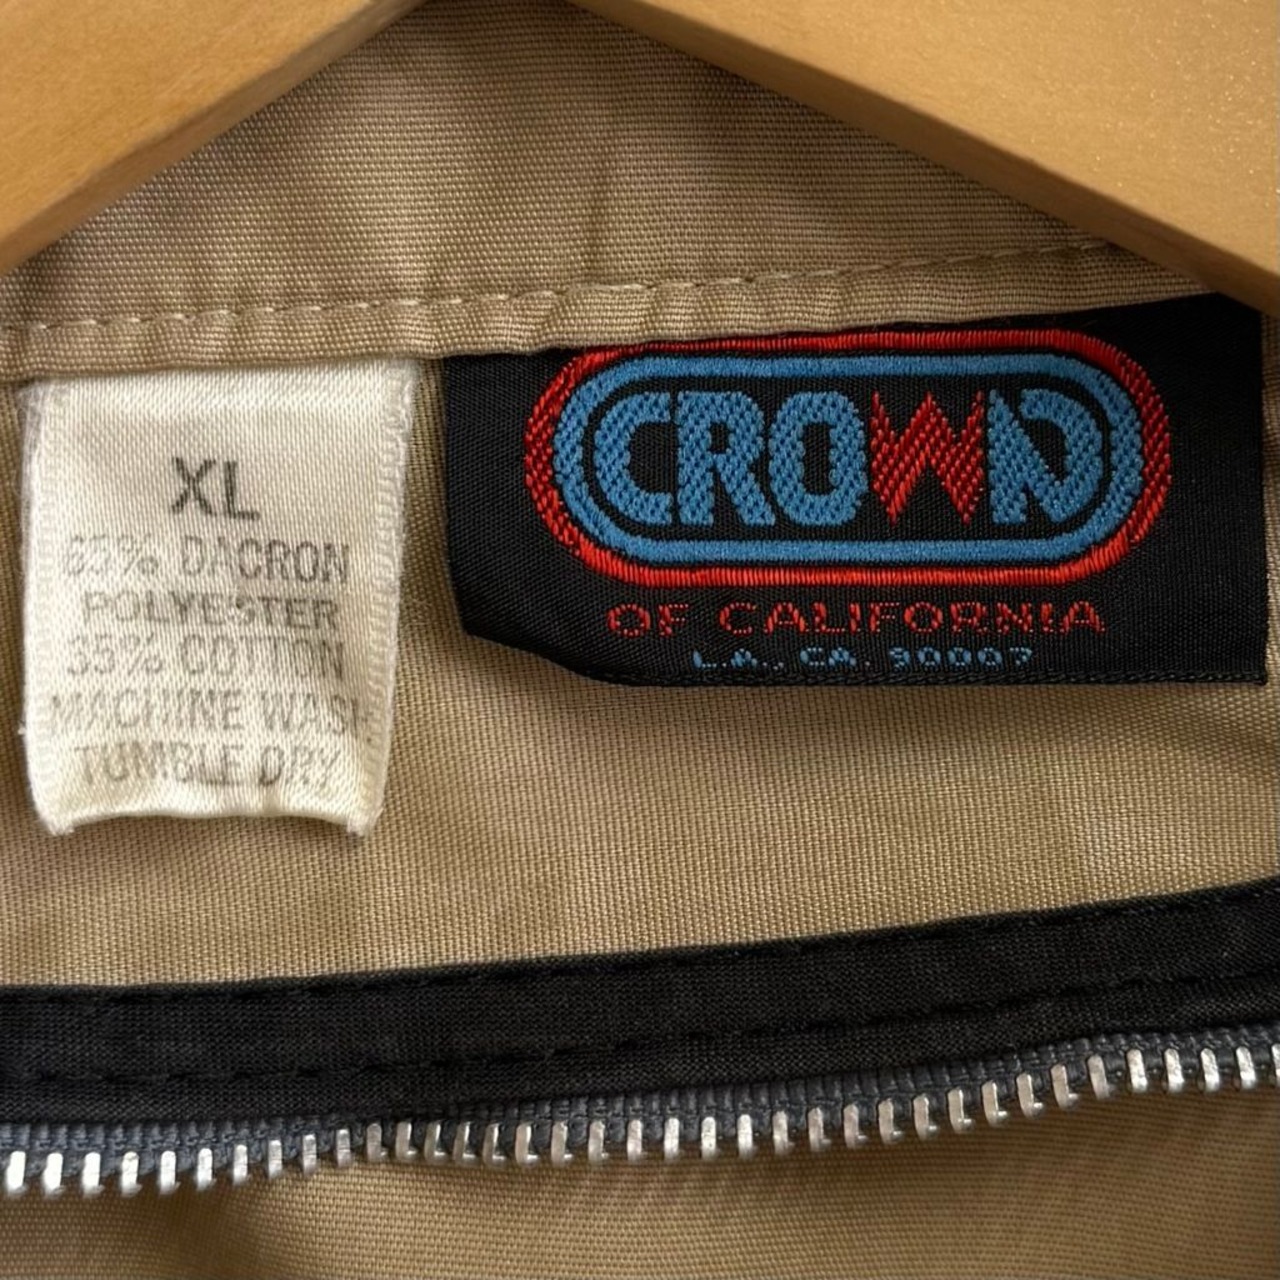 XL
65% DACRON
POLYESTER
35% COTTON
MACHINE WASH
TUMBLE DRY
CROWN
OF CALIFORNIA
L.A., CA. 90007